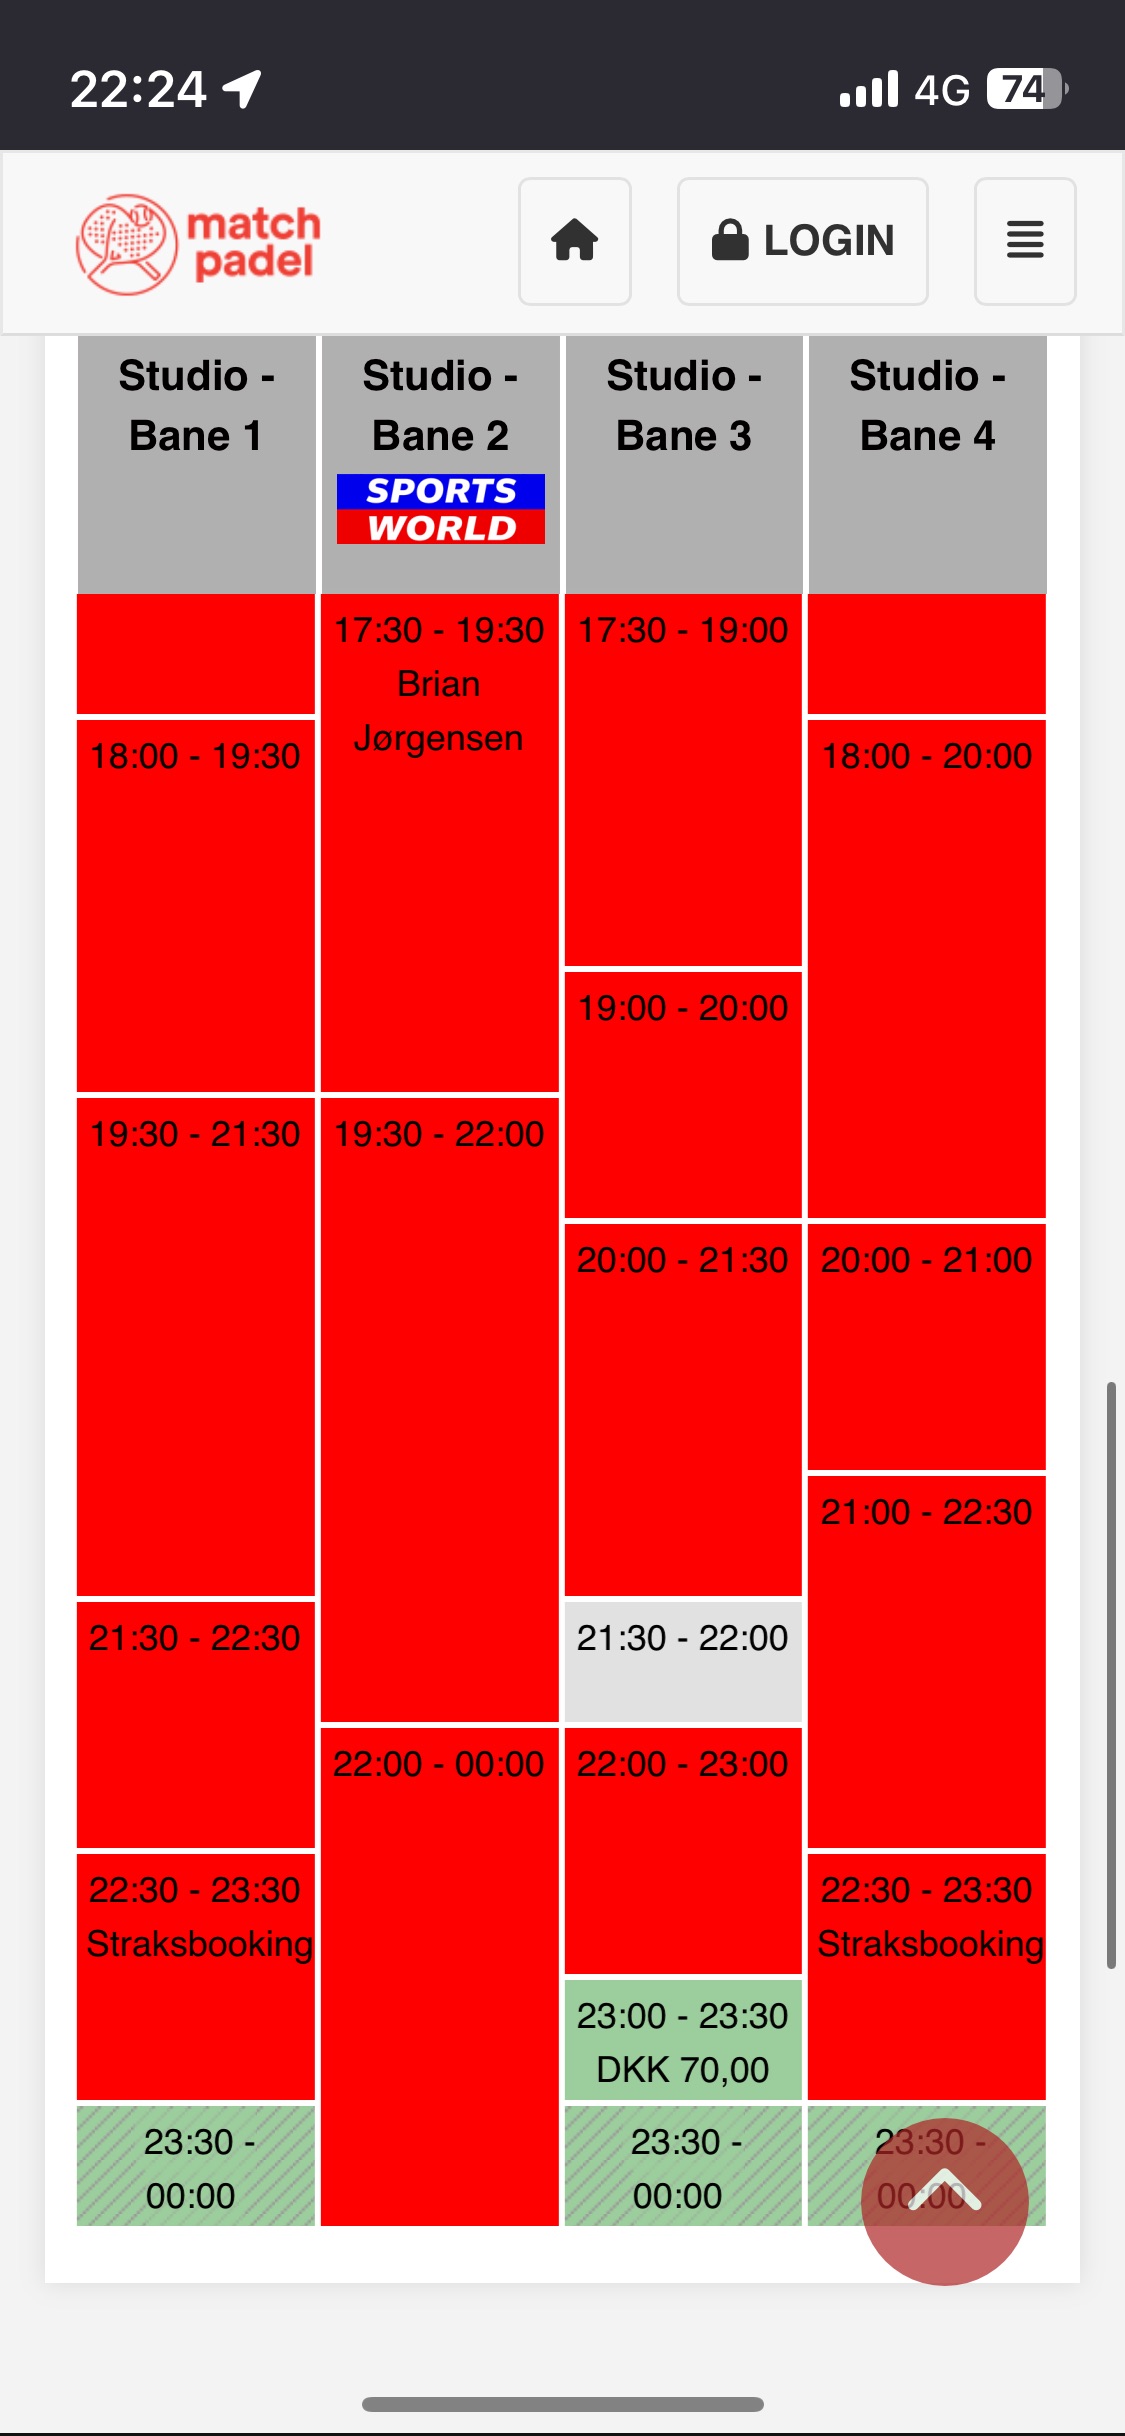 22:24
4G
74
match
padel
LOGIN
Studio -
Bane 1
Studio -
Bane 2
SPORTS
WORLD
Studio -
Bane 3
Studio -
Bane 4
18:00 - 19:30
19:30 - 21:30
21:30 - 22:30
22:30 - 23:30
Straksbooking
23:30 -
00:00
17:30 - 19:30
Brian
Jørgensen
19:30 - 22:00
22:00 - 00:00
17:30 - 19:00
19:00 - 20:00
20:00 - 21:30
21:30 - 22:00
22:00 - 23:00
23:00 - 23:30
DKK 70,00
23:30 -
00:00
18:00 - 20:00
20:00 - 21:00
21:00 - 22:30
22:30 - 23:30
Straksbooking
23:30 -
00:00